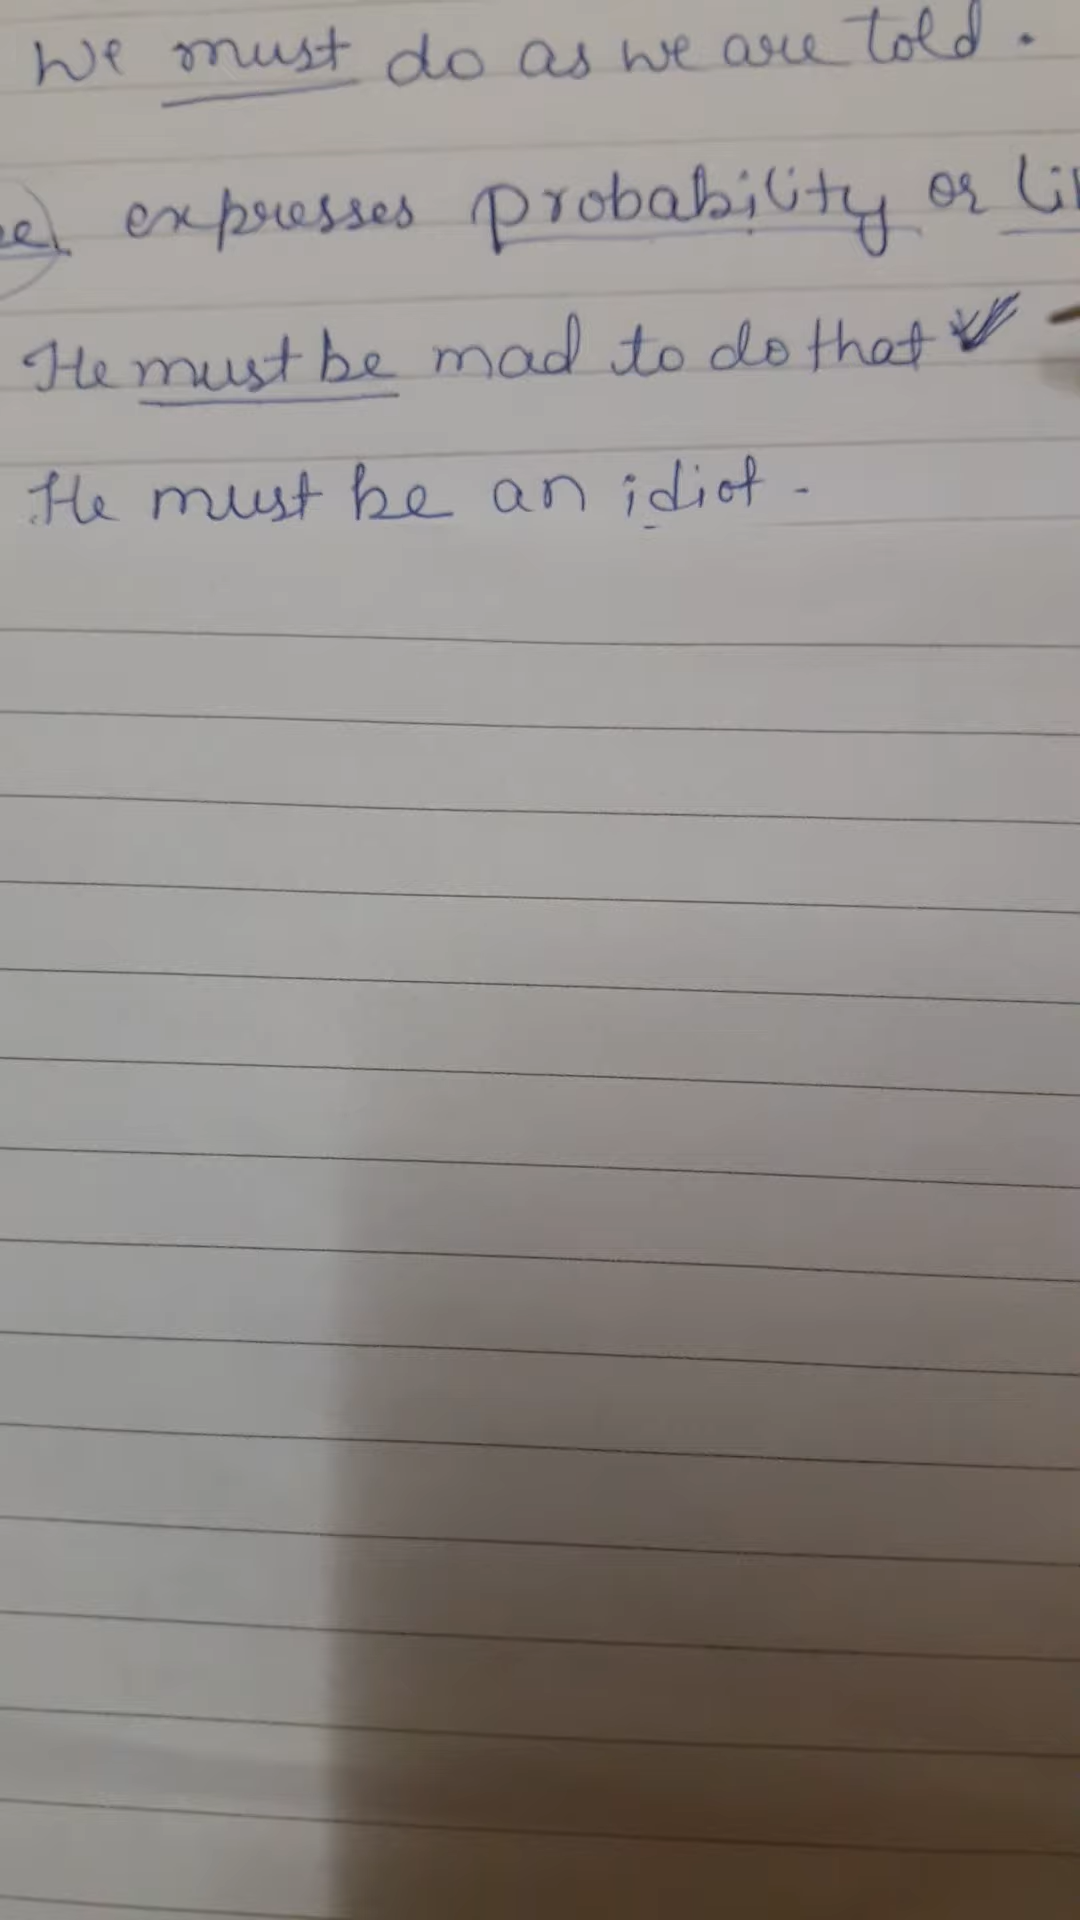 We must do as we are told.
expresses probability or
He must be mad to do that
He must be an idiot.